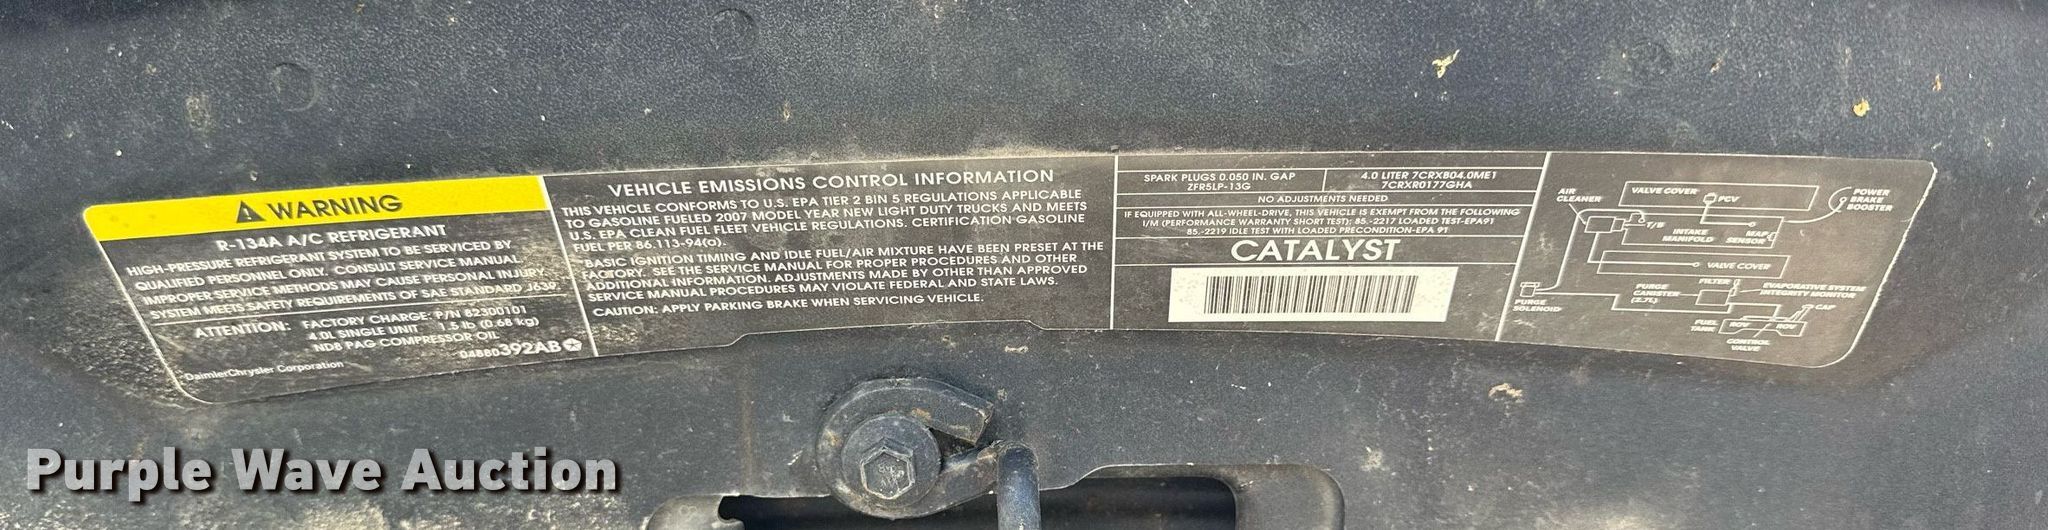 WARNING
R-134A A/C REFRIGERANT
HIGH-PRESSURE REFRIGERANT SYSTEM TO BE SERVICED BY
QUALIFIED PERSONNEL ONLY. CONSULT SERVICE MANUAL.
IMPROPER SERVICE METHODS MAY CAUSE PERSONAL INJURY.
SYSTEM MEETS SAFETY REQUIREMENTS OF SAE STANDARD J639.
ATTENTION: FACTORY CHARGE: P/N 82300101
4.0L SINGLE UNIT 1.5 lb (0.68 kg)
ND8 PAG COMPRESSOR OIL
04880392AB
DaimlerChrysler Corporation
VEHICLE EMISSIONS CONTROL INFORMATION
THIS VEHICLE CONFORMS TO U.S. EPA TIER 2 BIN 5 REGULATIONS APPLICABLE
TO GASOLINE FUELED 2007 MODEL YEAR NEW LIGHT DUTY TRUCKS AND MEETS
U.S. EPA CLEAN FUEL FLEET VEHICLE REGULATIONS. CERTIFICATION GASOLINE
FUEL PER 86.113-94(a).
BASIC IGNITION TIMING AND IDLE FUEL/AIR MIXTURE HAVE BEEN PRESET AT THE
FACTORY. SEE THE SERVICE MANUAL FOR PROPER PROCEDURES AND OTHER
ADDITIONAL INFORMATION. ADJUSTMENTS MADE BY OTHER THAN APPROVED
SERVICE MANUAL PROCEDURES MAY VIOLATE FEDERAL AND STATE LAWS.
CAUTION: APPLY PARKING BRAKE WHEN SERVICING VEHICLE.
SPARK PLUGS 0.050 IN. GAP
ZFR5LP-13G
4.0 LITER 7CRXB04.0ME1
7CRXR0177GHA
NO ADJUSTMENTS NEEDED
IF EQUIPPED WITH ALL-WHEEL-DRIVE, THIS VEHICLE IS EXEMPT FROM THE FOLLOWING
I/M (PERFORMANCE WARRANTY SHORT TEST): 85.-2217 LOADED TEST-EPA91
85.-2219 IDLE TEST WITH LOADED PRECONDITION-EPA 91
CATALYST
AIR
CLEANER
VALVE COVER
PCV
POWER
BRAKE
BOOSTER
T/B
INTAKE
MANIFOLD
MAP
SENSOR
VALVE COVER
PURGE
SOLENOID
PURGE
CANISTER
(2.7L)
FILTER
EVAPORATIVE SYSTEM
INTEGRITY MONITOR
CAP
FUEL
TANK
ROV
ROV
CONTROL
VALVE
Purple Wave Auction